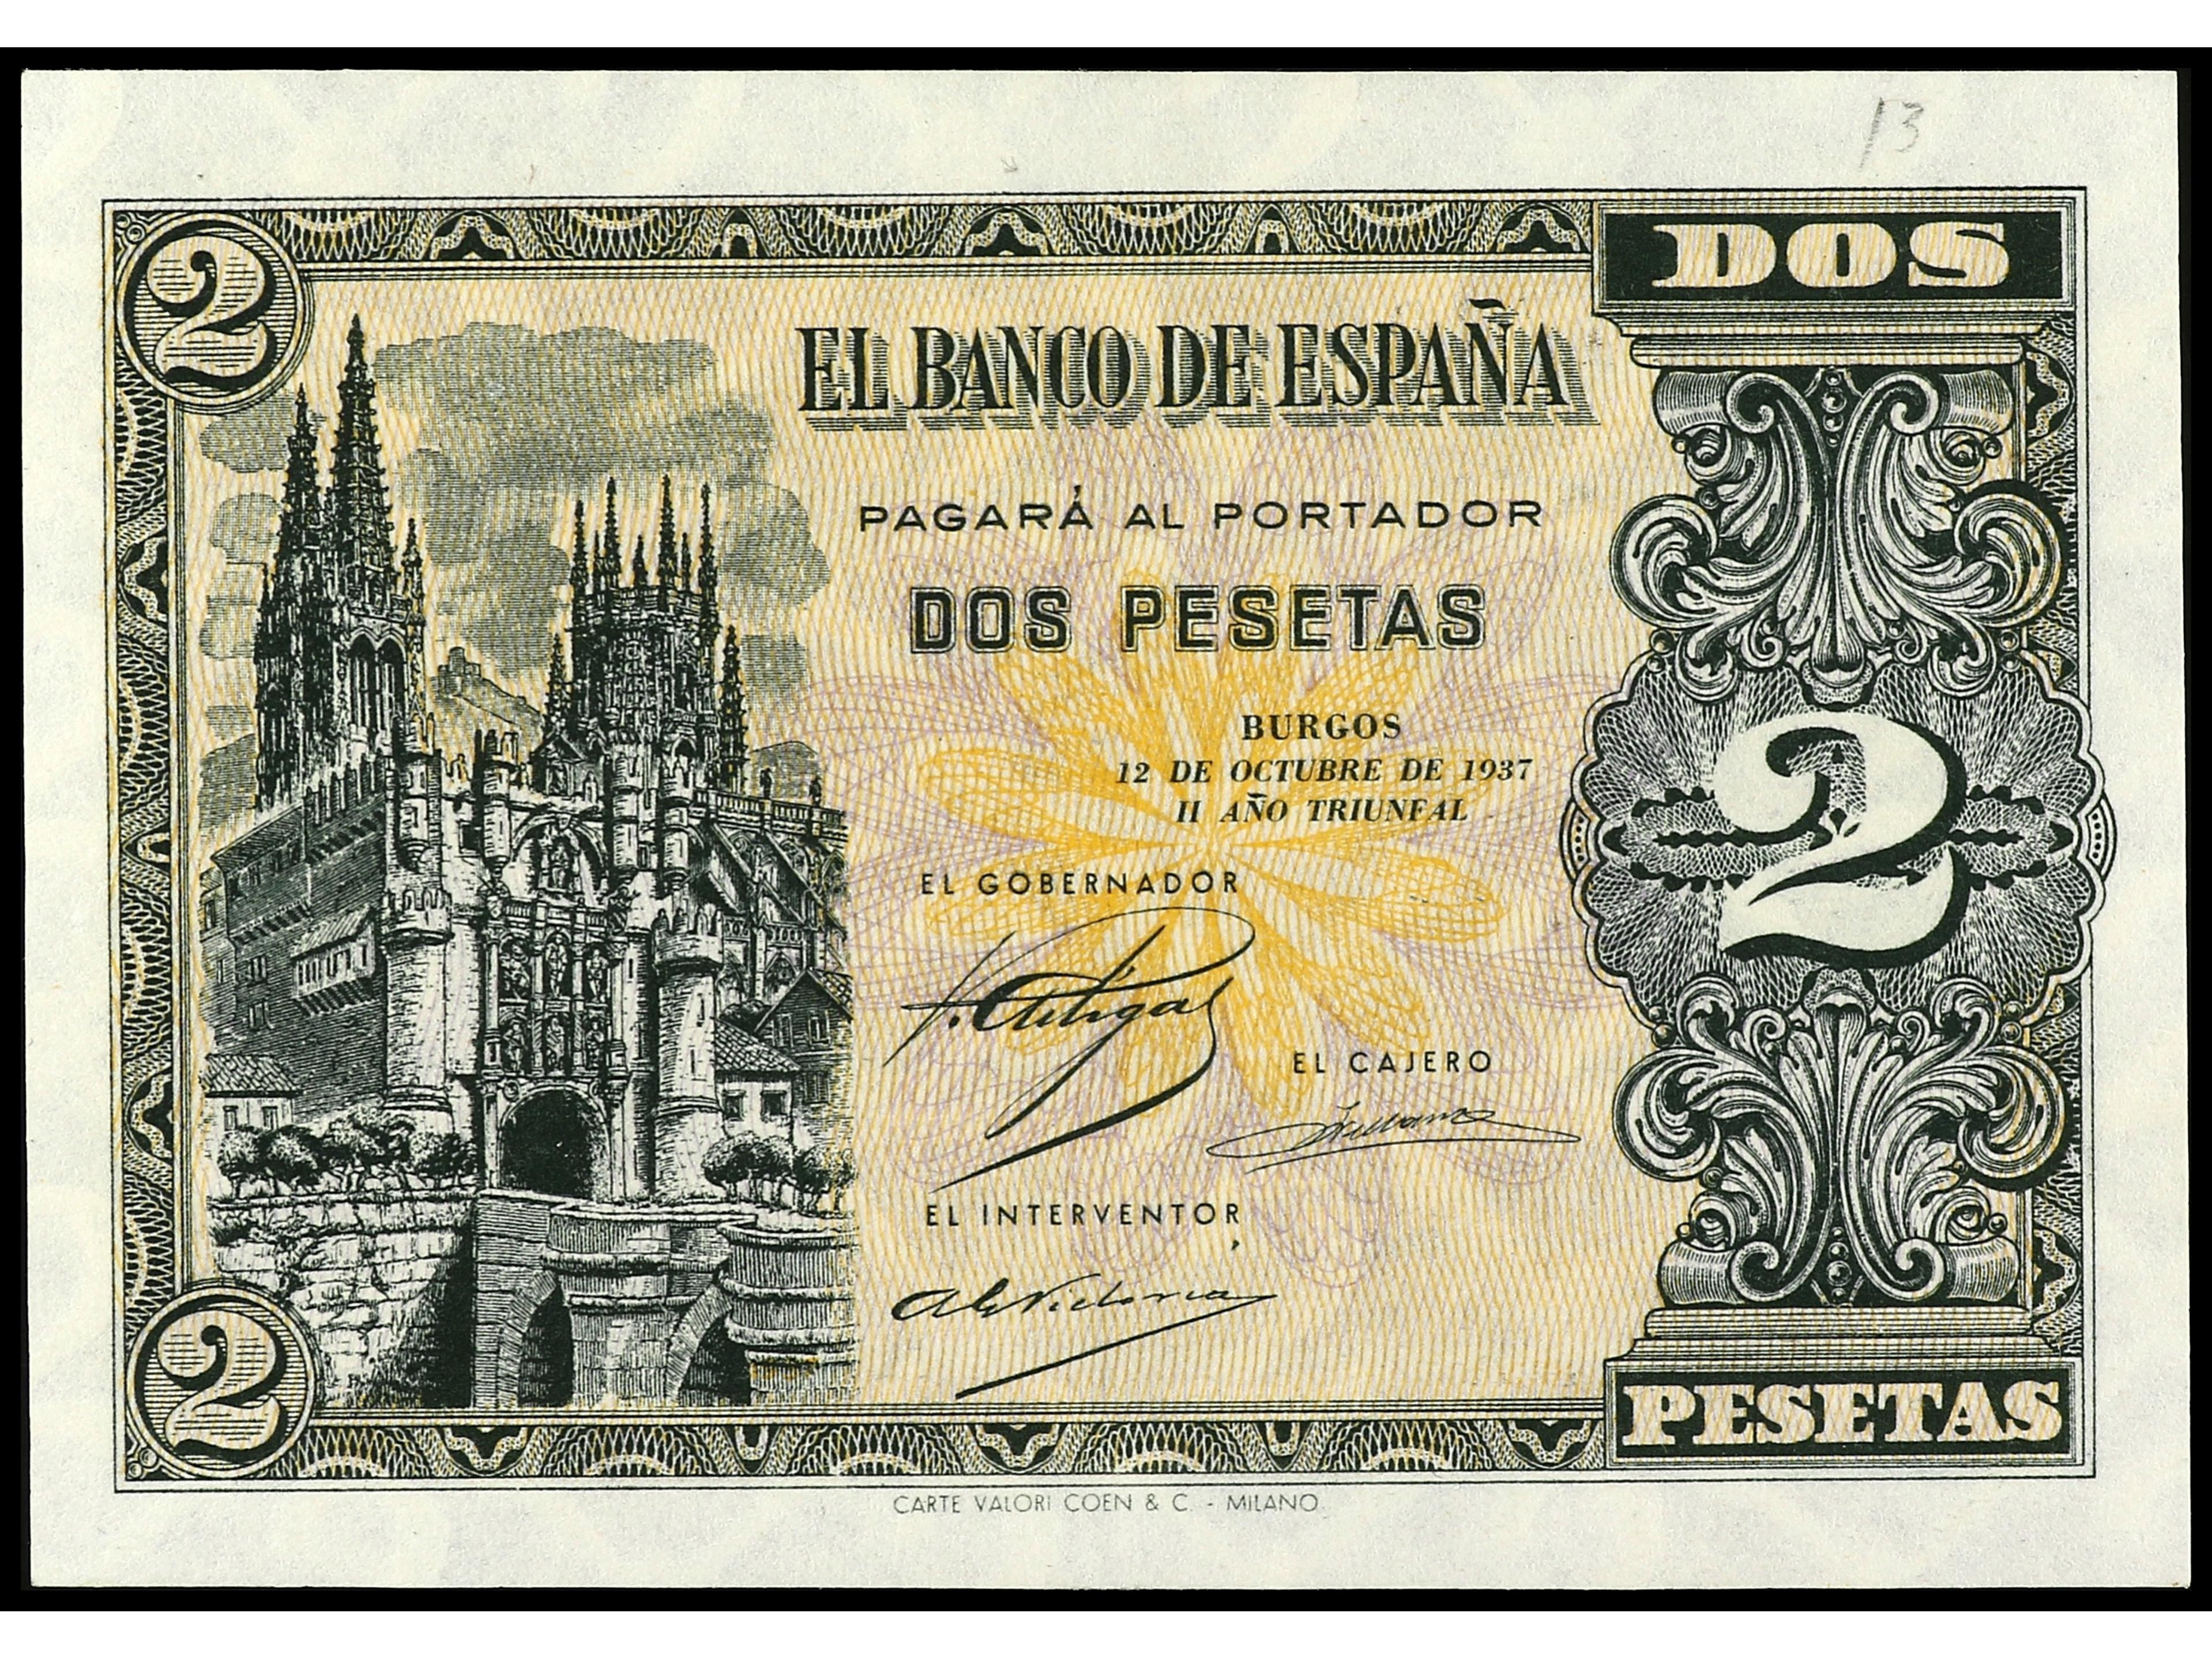 13
2
DOS
EL BANCO DE ESPAÑA
PAGARÁ AL PORTADOR
DOS PESETAS
BURGOS
12 DE OCTUBRE DE 1937
II AÑO TRIUNFAL
2
EL GOBERNADOR
EL CAJERO
EL INTERVENTOR
2
PESETAS
CARTE VALORI COEN & C. - MILANO